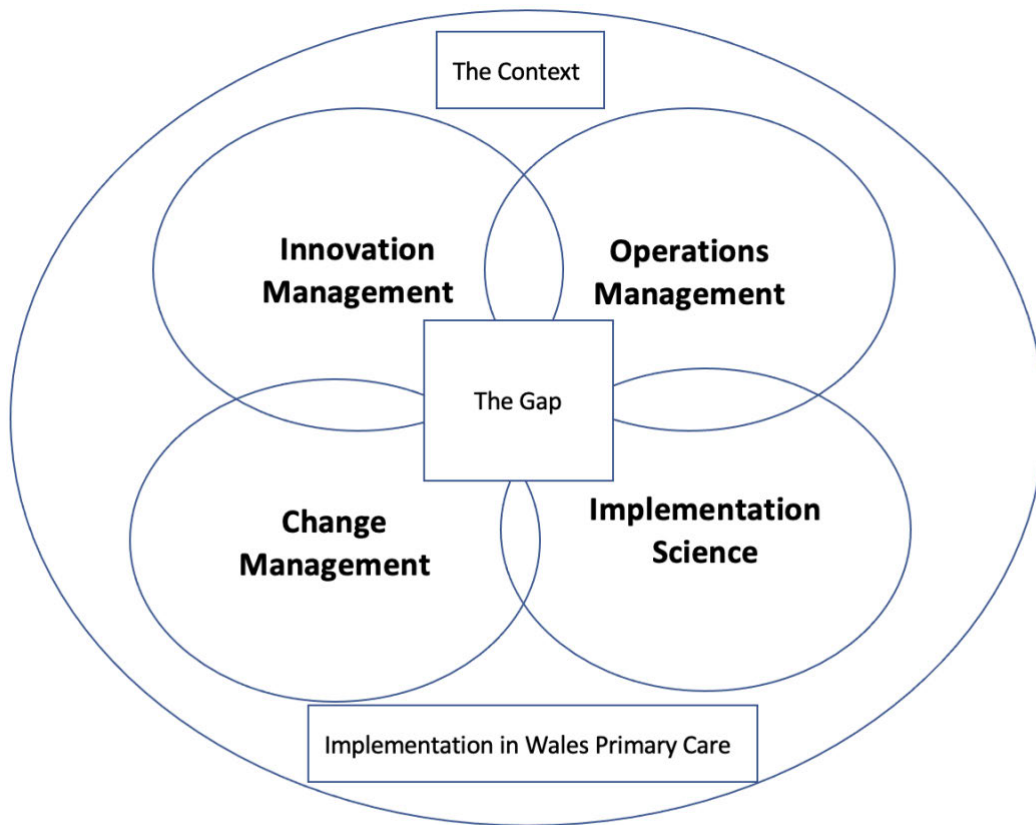 The Context
Innovation
Management
Operations
Management
The Gap
Change
Management
Implementation
Science
Implementation in Wales Primary Care